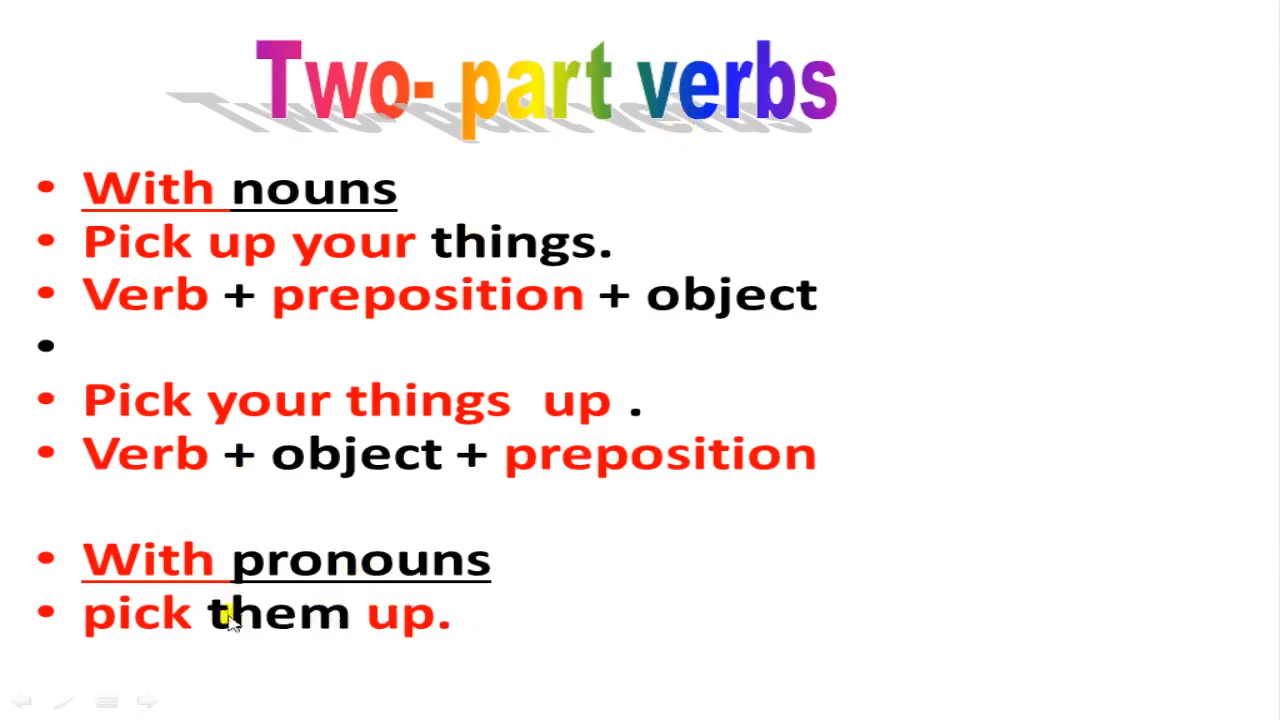 Two- part verbs
• With nouns
• Pick up your things.
• Verb + preposition + object
•
• Pick your things  up .
• Verb + object + preposition
• With pronouns
• pick them up.